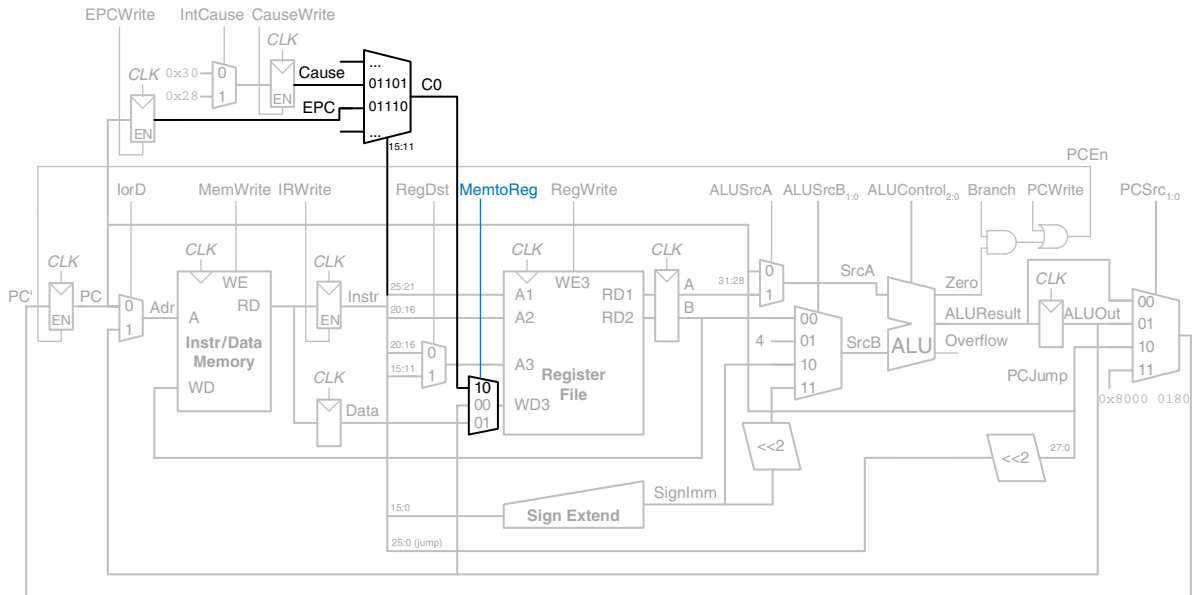 EPCWrite IntCause CauseWrite
CLK
CLK
0x30 0
0x28 1
EN
Cause
EPC
EN
...
01101
01110
...
C0
15:11
PCEn
IorD MemWrite IRWrite RegDst MemtoReg RegWrite ALUSrcA ALUSrcB1:0 ALUControl2:0 Branch PCWrite PCSrc1:0
CLK CLK CLK CLK CLK CLK
PC' PC EN
0
1
Adr
WE
RD
A
Instr/Data
Memory
WD
EN
Instr
CLK
Data
25:21
20:16
20:16 0
15:11 1
10
00
01
A1
A2
A3
WD3
WE3
RD1
RD2
Register
File
A
B
31:28
0
1
SrcA
00
4 01
10
11
SrcB
ALU
Zero
ALUResult
Overflow
ALUOut
PCJump
00
01
10
11
0x8000 0180
<<2
<<2
27:0
SignImm
15:0
Sign Extend
25:0 (jump)